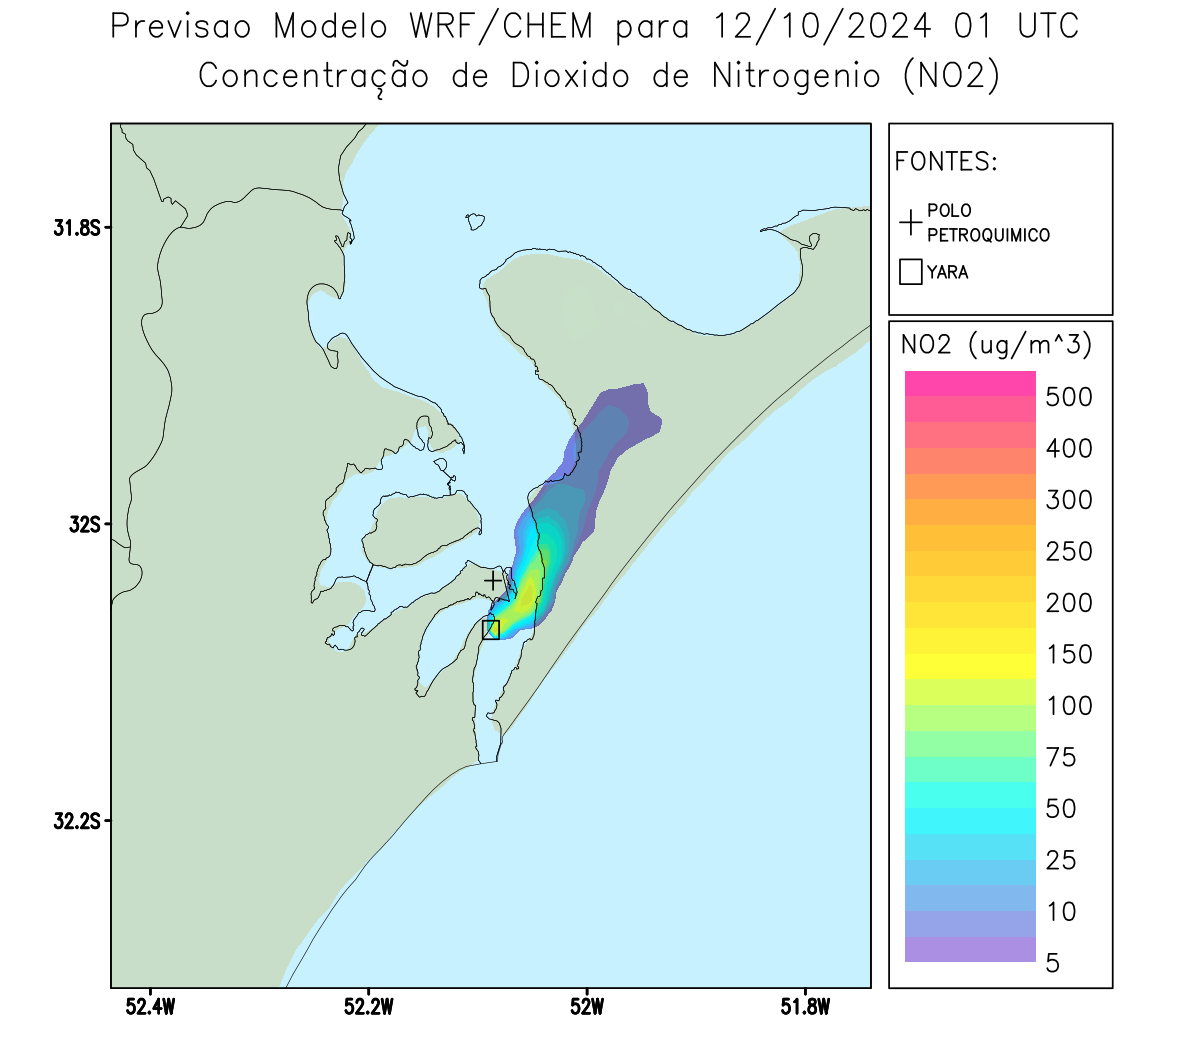 Previsao Modelo WRF/CHEM para 12/10/2024 01 UTC
Concentração de Dioxido de Nitrogenio (NO2)
FONTES:
POLO
PETROQUIMICO
YARA
NO2 (ug/m^3)
500
400
300
250
200
150
100
75
50
25
10
5
31.8S
32S
32.2S
52.4W
52.2W
52W
51.8W